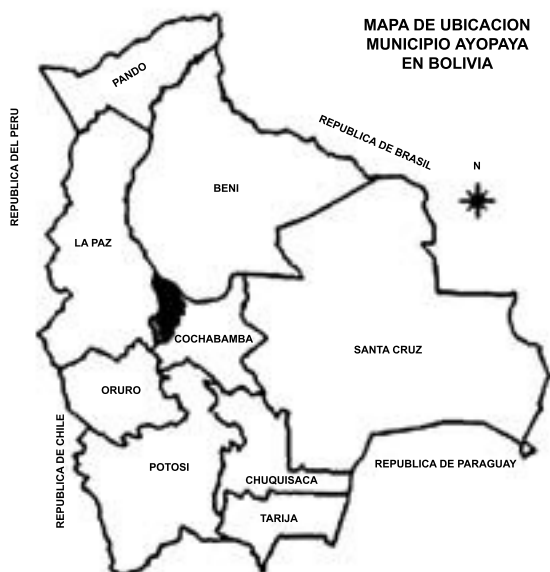 MAPA DE UBICACION
MUNICIPIO AYOPAYA
EN BOLIVIA
PANDO
REPUBLICA DEL PERU
REPUBLICA DE BRASIL
N
BENI
LA PAZ
COCHABAMBA
SANTA CRUZ
ORURO
REPUBLICA DE CHILE
POTOSI
REPUBLICA DE PARAGUAY
CHUQUISACA
TARIJA